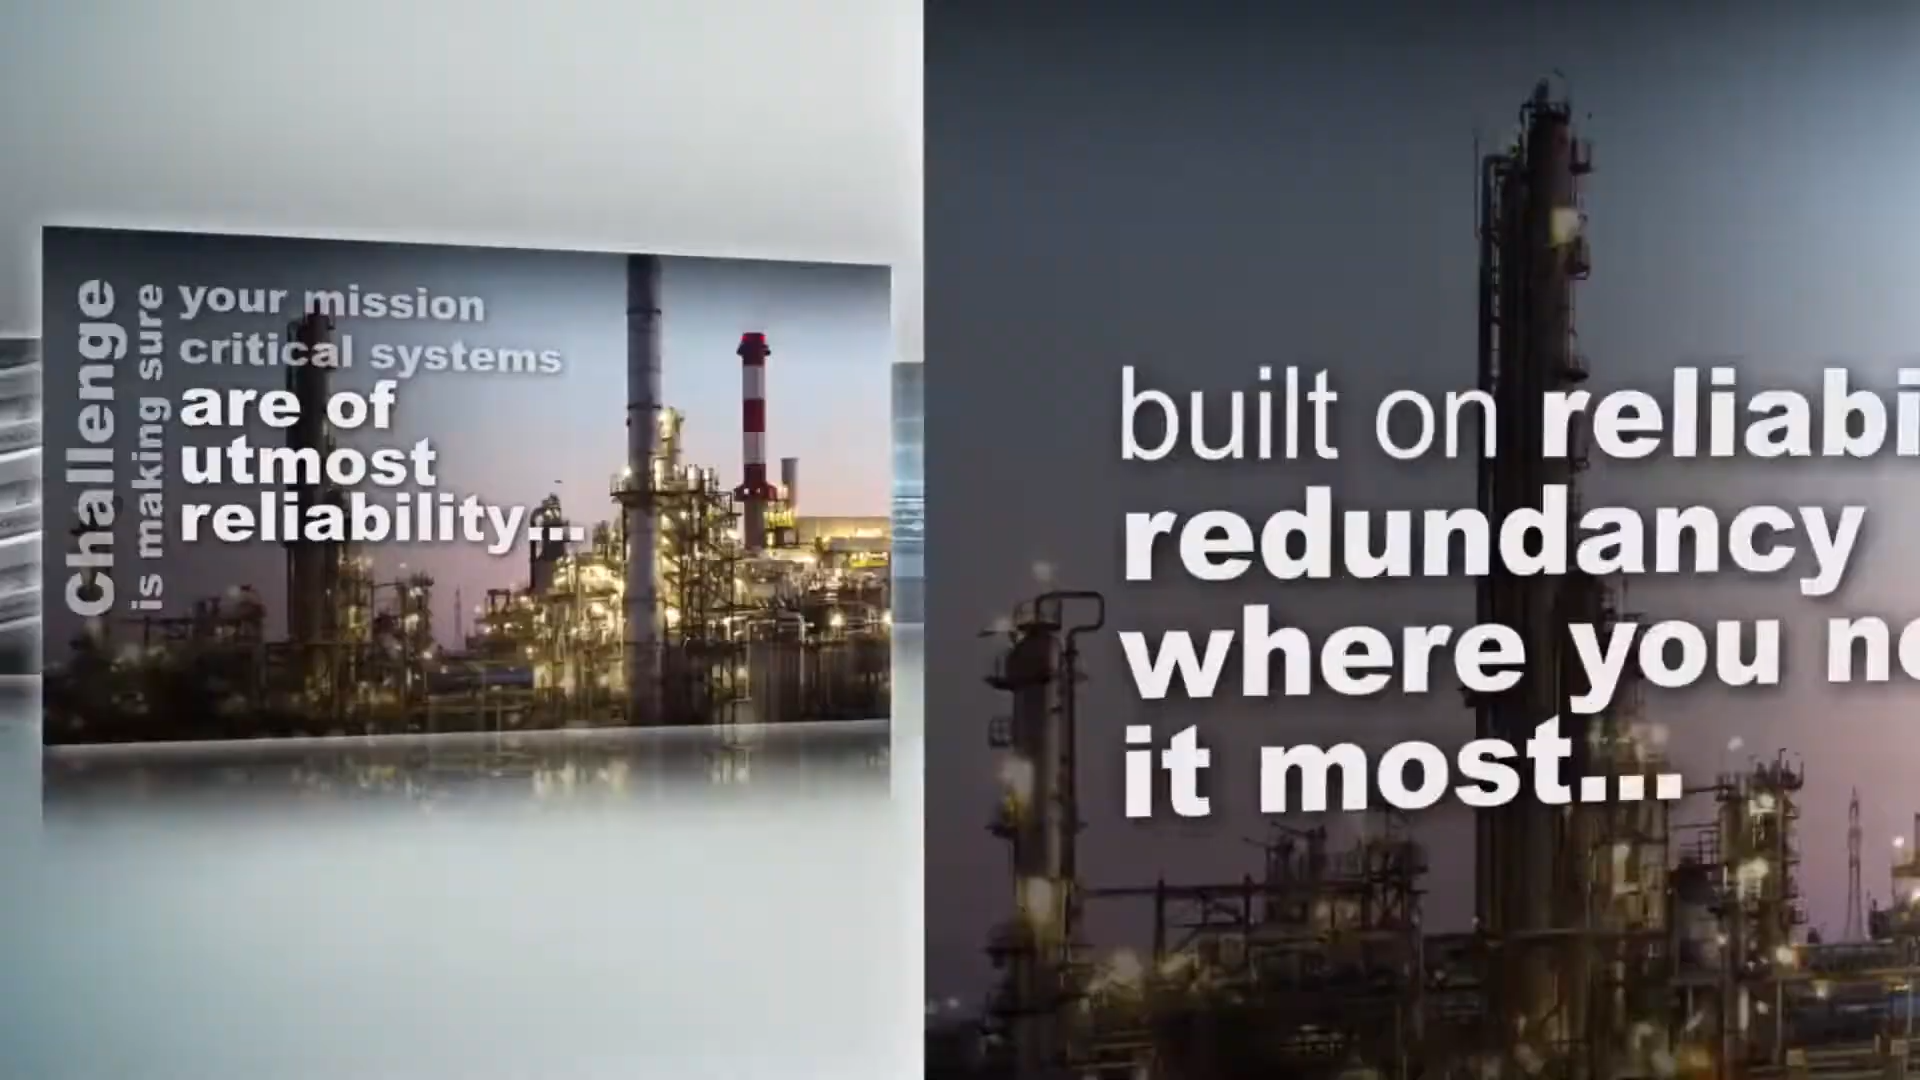 Challenge
is making sure
your mission
critical systems
are of
utmost
reliability...
built on
redundancy
where you
it most...